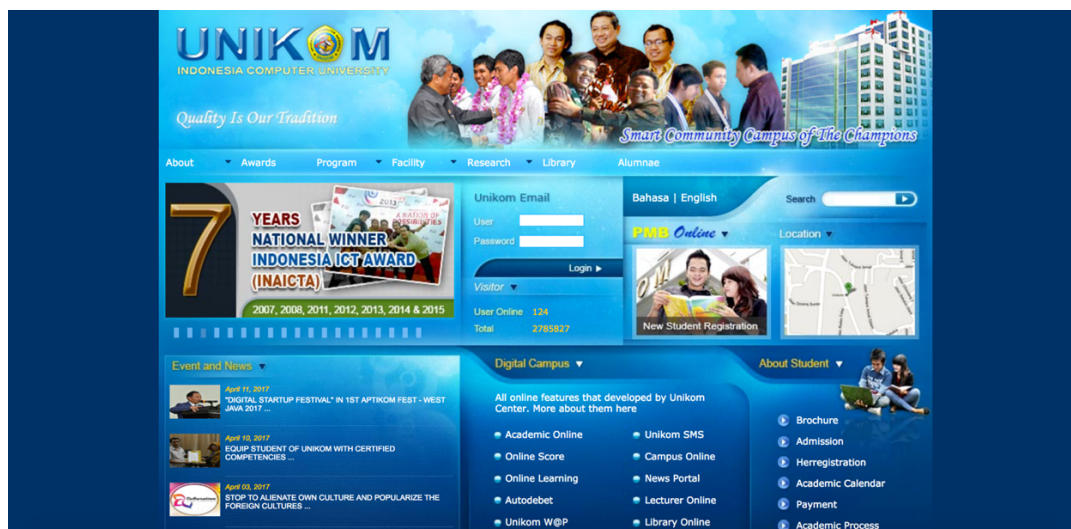 UNIKOM
INDONESIA COMPUTER UNIVERSITY
Quality Is Our Tradition
Smart Community Campus of The Champions
About Awards Program Facility Research Library Alumnae
7
YEARS
NATIONAL WINNER
INDONESIA ICT AWARD
(INAICTA)
2007, 2008, 2011, 2012, 2013, 2014 & 2015
2013
A NATION OF
POSSIBILITIES
Unikom Email
User
Password
Login
Visitor
User Online 124
Total 2785827
Bahasa | English
Search
PMB Online
New Student Registration
Location
Event and News
April 11, 2017
"DIGITAL STARTUP FESTIVAL" IN 1ST APTIKOM FEST - WEST
JAVA 2017 ...
April 10, 2017
EQUIP STUDENT OF UNIKOM WITH CERTIFIED
COMPETENCIES ...
April 03, 2017
STOP TO ALIENATE OWN CULTURE AND POPULARIZE THE
FOREIGN CULTURES ...
Digital Campus
All online features that developed by Unikom
Center. More about them here
Academic Online
Online Score
Online Learning
Autodebet
Unikom W@P
Unikom SMS
Campus Online
News Portal
Lecturer Online
Library Online
About Student
Brochure
Admission
Herregistration
Academic Calendar
Payment
Academic Process